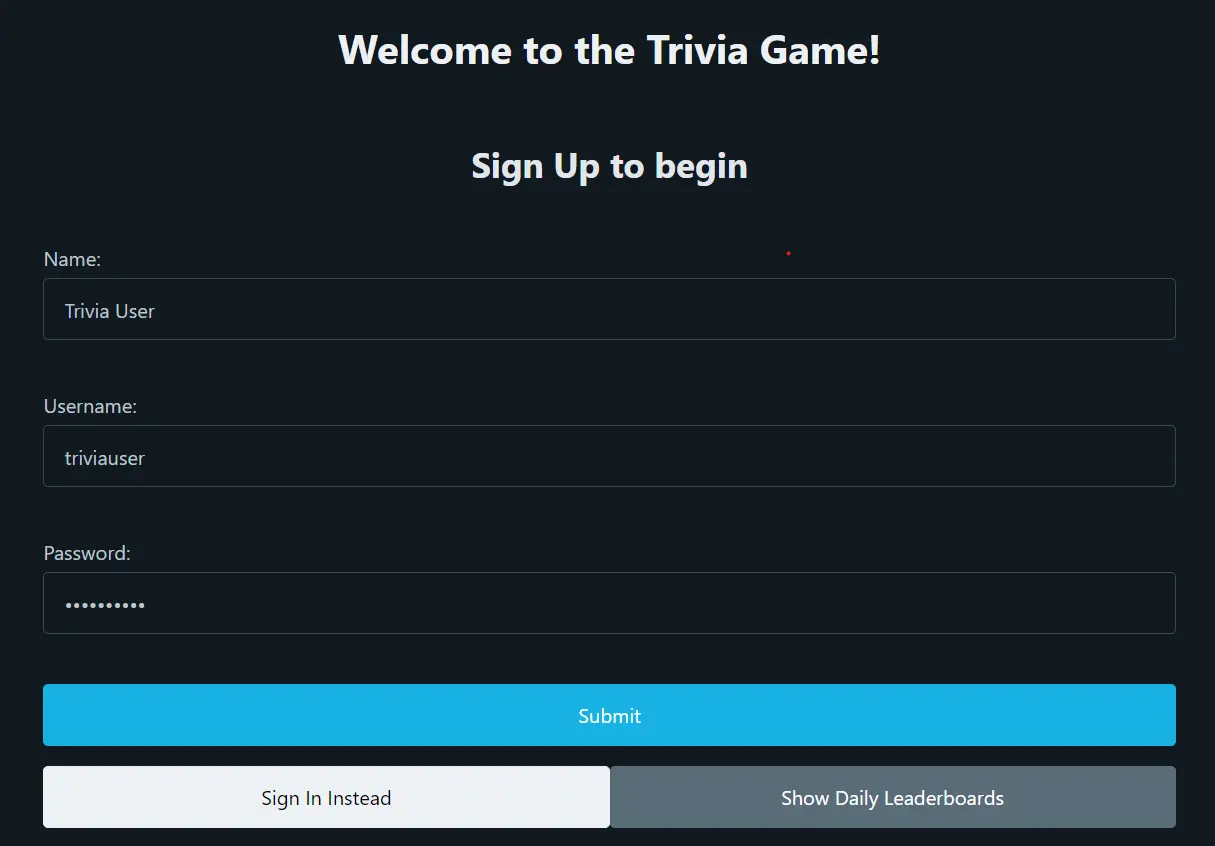 Welcome to the Trivia Game!
Sign Up to begin
Name:
Trivia User
Username:
triviauser
Password:
••••••••••
Submit
Sign In Instead
Show Daily Leaderboards